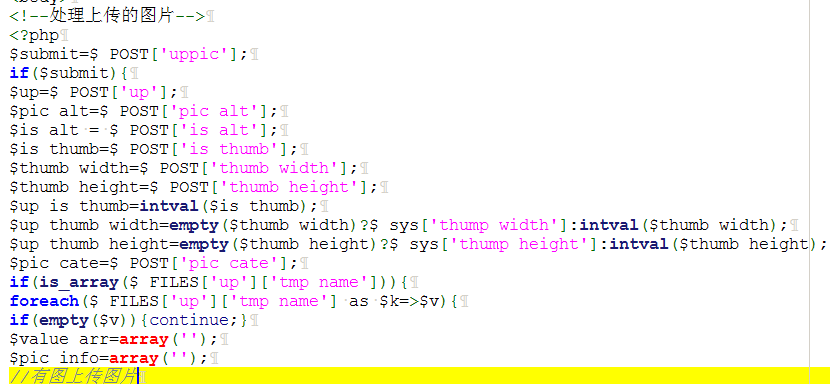 <!--处理上传的图片-->¶
<?php¶
$submit=$ POST['uppic'];¶
if($submit){¶
$up=$ POST['up'];¶
$pic alt=$ POST['pic alt'];¶
$is alt·=·$ POST['is alt'];¶
$is thumb=$ POST['is thumb'];¶
$thumb width=$ POST['thumb width'];¶
$thumb height=$ POST['thumb height'];¶
$up is thumb=intval($is thumb);¶
$up thumb width=empty($thumb width)?$ sys['thump width']:intval($thumb width);¶
$up thumb height=empty($thumb height)?$ sys['thump height']:intval($thumb height);
$pic cate=$ POST['pic cate'];¶
if(is_array($ FILES['up']['tmp name'])){¶
foreach($ FILES['up']['tmp name']·as·$k=>$v){¶
if(empty($v)){continue;}¶
$value arr=array('');¶
$pic info=array('');¶
//有图上传图片¶